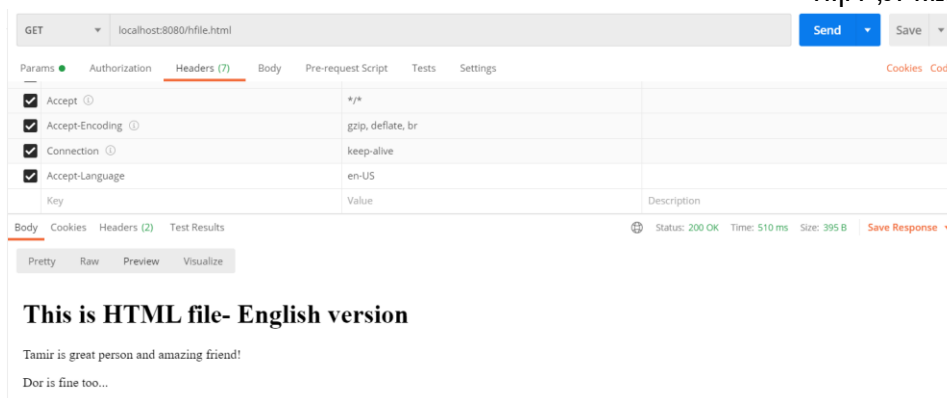 GET localhost:8080/hfile.html Send Save
Params Authorization Headers (7) Body Pre-request Script Tests Settings Cookies
Accept */*
Accept-Encoding gzip, deflate, br
Connection keep-alive
Accept-Language en-US
Key Value Description
Body Cookies Headers (2) Test Results Status: 200 OK Time: 510 ms Size: 395 B Save Response
Pretty Raw Preview Visualize
This is HTML file- English version
Tamir is great person and amazing friend!
Dor is fine too...